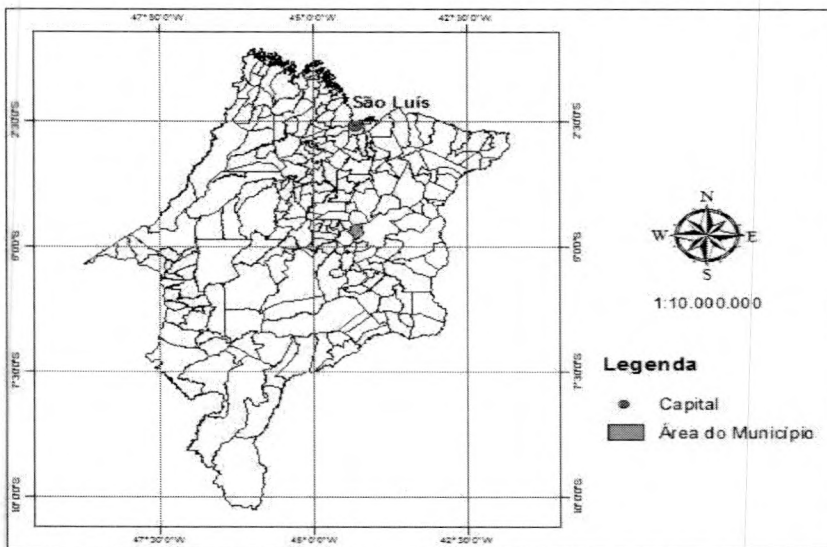 47°30'0"W 45°0'0"W 42°30'0"W
São Luís
2°30'0"S 2°30'0"S
N
W E
S
1:10.000.000
7°30'0"S 7°30'0"S
Legenda
Capital
Área do Município
10°0'0"S 10°0'0"S
47°30'0"W 45°0'0"W 42°30'0"W